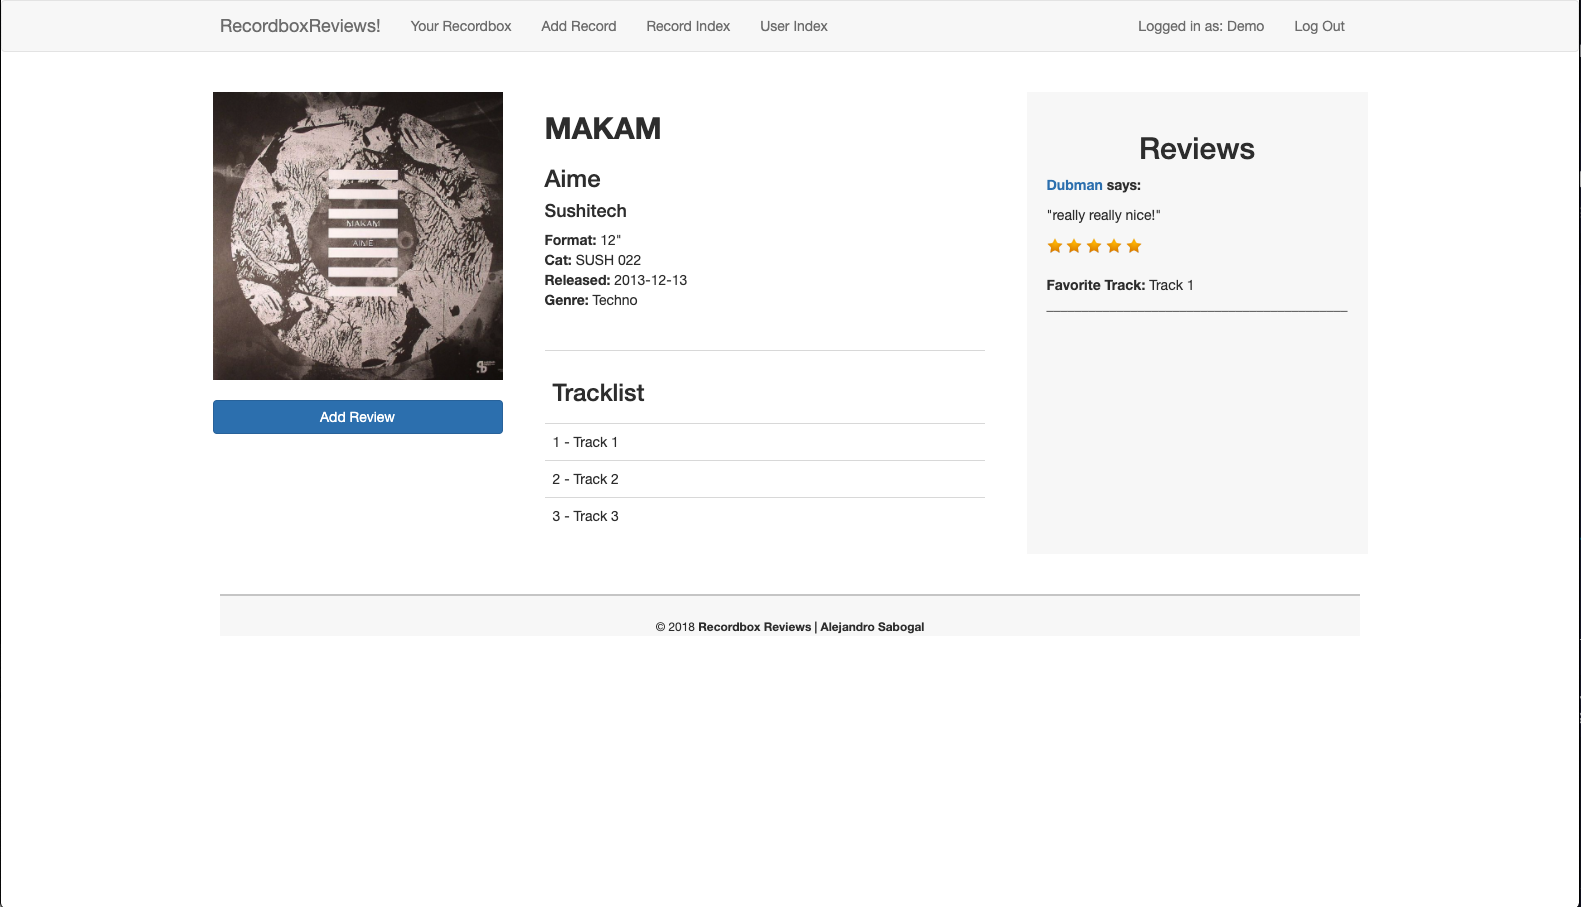 RecordboxReviews! Your Recordbox Add Record Record Index User Index Logged in as: Demo Log Out
MAKAM
AIME
Add Review
MAKAM
Aime
Sushitech
Format: 12"
Cat: SUSH 022
Released: 2013-12-13
Genre: Techno
Tracklist
1 - Track 1
2 - Track 2
3 - Track 3
Reviews
Dubman says:
"really really nice!"
Favorite Track: Track 1
© 2018 Recordbox Reviews | Alejandro Sabogal